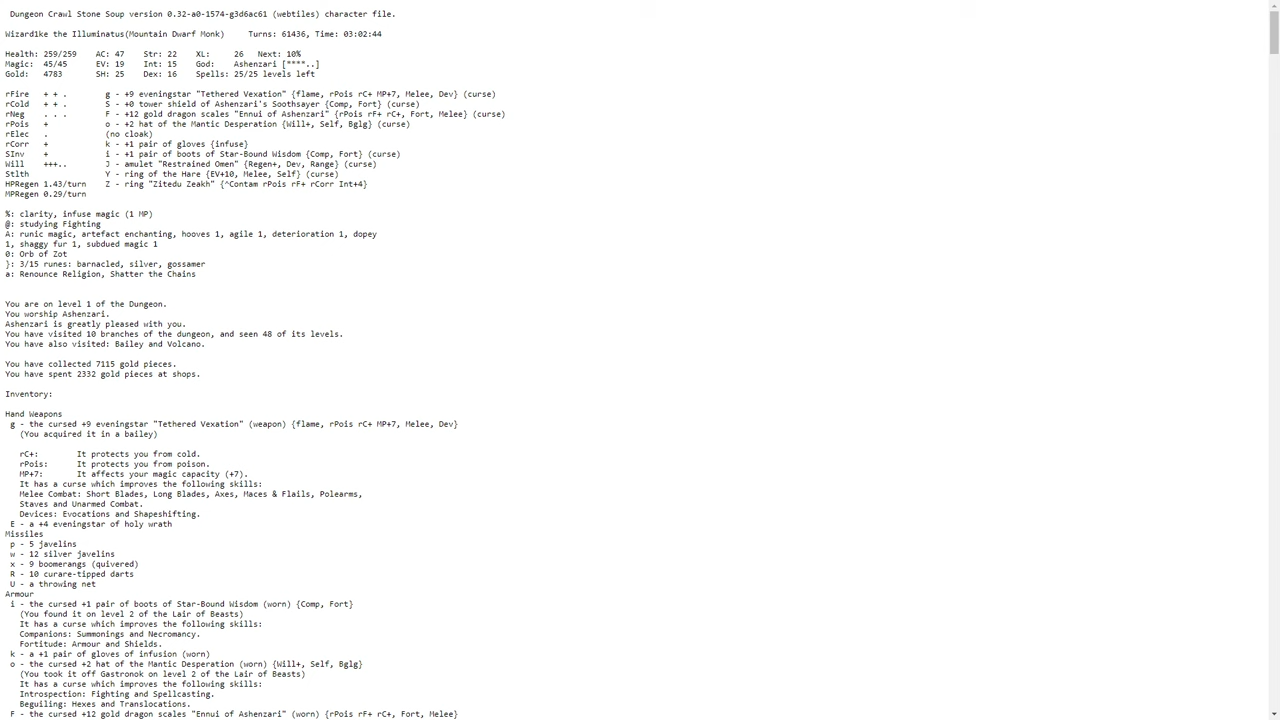 Dungeon Crawl Stone Soup version 0.32-a0-1574-g3d6ac61 (webtiles) character file.
Wizard1ke the Illuminatus(Mountain Dwarf Monk) Turns: 61436, Time: 03:02:44
Health: 259/259 AC: 47 Str: 22 XL: 26 Next: 10%
Magic: 45/45 EV: 19 Int: 15 God: Ashenzari [****..]
Gold: 4783 SH: 25 Dex: 16 Spells: 25/25 levels left
rFire + + . g - +9 eveningstar "Tethered Vexation" {flame, rPois rC+ MP+7, Melee, Dev} (curse)
rCold + + . S - +0 tower shield of Ashenzari's Soothsayer {Comp, Fort} (curse)
rNeg . . . F - +12 gold dragon scales "Ennui of Ashenzari" {rPois rF+ rC+, Fort, Melee} (curse)
rPois + o - +2 hat of the Mantic Desperation {Will+, Self, Bglg} (curse)
rElec . (no cloak)
rCorr + k - +1 pair of gloves {infuse}
SInv + i - +1 pair of boots of Star-Bound Wisdom {Comp, Fort} (curse)
Will +++.. J - amulet "Restrained Omen" {Regen+, Dev, Range} (curse)
Stlth Y - ring of the Hare {EV+10, Melee, Self} (curse)
HPRegen 1.43/turn Z - ring "Zitedu Zeakh" {^Contam rPois rF+ rCorr Int+4}
MPRegen 0.29/turn
%: clarity, infuse magic (1 MP)
@: studying Fighting
A: runic magic, artefact enchanting, hooves 1, agile 1, deterioration 1, dopey
1, shaggy fur 1, subdued magic 1
0: Orb of Zot
}: 3/15 runes: barnacled, silver, gossamer
a: Renounce Religion, Shatter the Chains
You are on level 1 of the Dungeon.
You worship Ashenzari.
Ashenzari is greatly pleased with you.
You have visited 10 branches of the dungeon, and seen 48 of its levels.
You have also visited: Bailey and Volcano.
You have collected 7115 gold pieces.
You have spent 2332 gold pieces at shops.
Inventory:
Hand Weapons
g - the cursed +9 eveningstar "Tethered Vexation" (weapon) {flame, rPois rC+ MP+7, Melee, Dev}
(You acquired it in a bailey)
rC+: It protects you from cold.
rPois: It protects you from poison.
MP+7: It affects your magic capacity (+7).
It has a curse which improves the following skills:
Melee Combat: Short Blades, Long Blades, Axes, Maces & Flails, Polearms,
Staves and Unarmed Combat.
Devices: Evocations and Shapeshifting.
E - a +4 eveningstar of holy wrath
Missiles
p - 5 javelins
w - 12 silver javelins
x - 9 boomerangs (quivered)
R - 10 curare-tipped darts
U - a throwing net
Armour
i - the cursed +1 pair of boots of Star-Bound Wisdom (worn) {Comp, Fort}
(You found it on level 2 of the Lair of Beasts)
It has a curse which improves the following skills:
Companions: Summonings and Necromancy.
Fortitude: Armour and Shields.
k - a +1 pair of gloves of infusion (worn)
o - the cursed +2 hat of the Mantic Desperation (worn) {Will+, Self, Bglg}
(You took it off Gastronok on level 2 of the Lair of Beasts)
It has a curse which improves the following skills:
Introspection: Fighting and Spellcasting.
Beguiling: Hexes and Translocations.
F - the cursed +12 gold dragon scales "Ennui of Ashenzari" (worn) {rPois rF+ rC+, Fort, Melee}